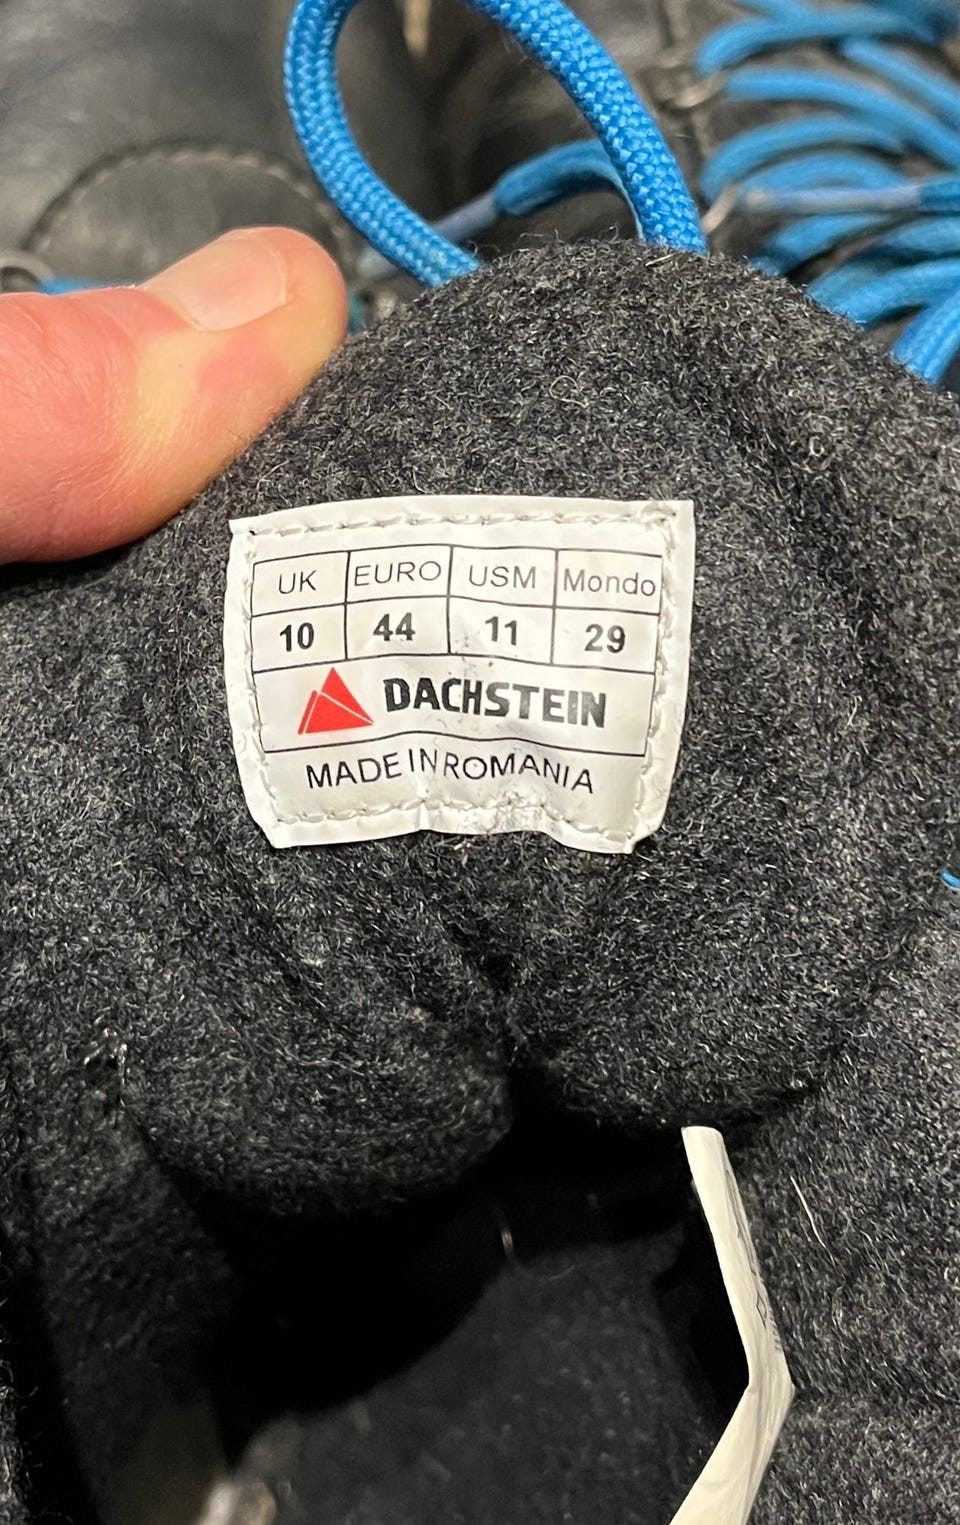 UK EURO USM Mondo
10 44 11 29
DACHSTEIN
MADE IN ROMANIA